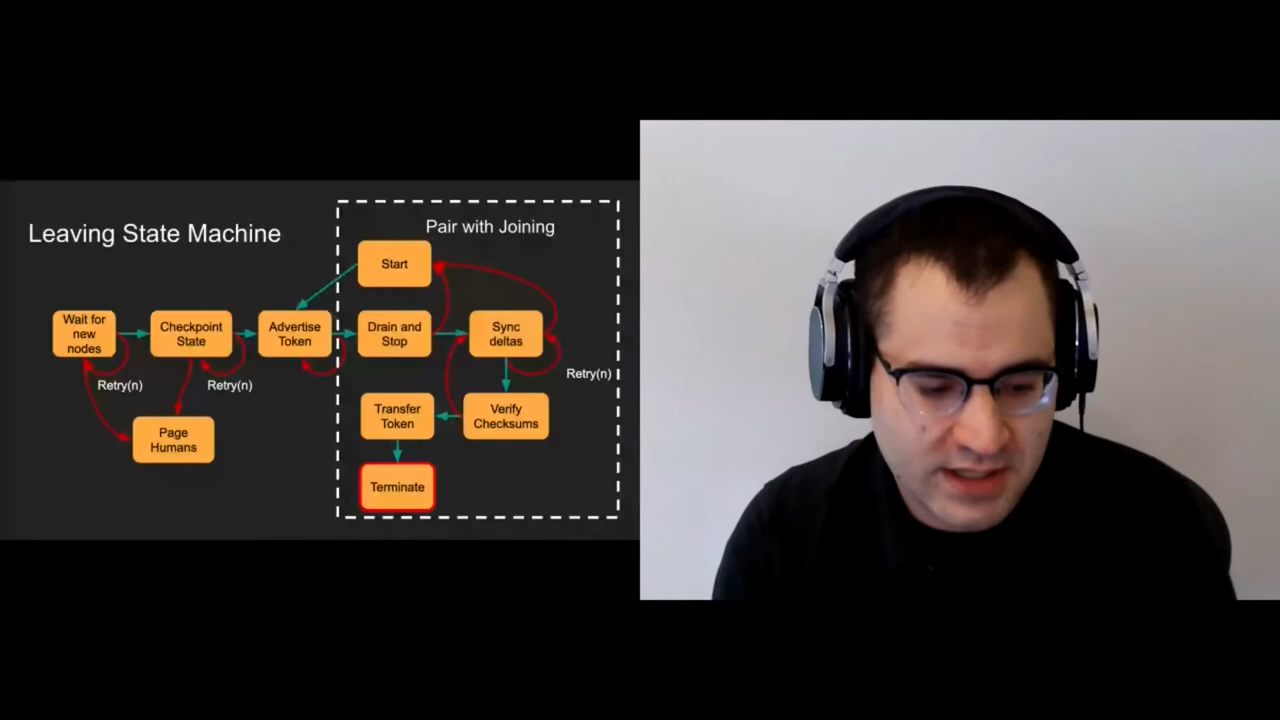 Leaving State Machine
Pair with Joining
Start
Wait for
new
nodes
Checkpoint
State
Advertise
Token
Drain and
Stop
Sync
deltas
Retry(n)
Retry(n)
Retry(n)
Page
Humans
Transfer
Token
Verify
Checksums
Terminate